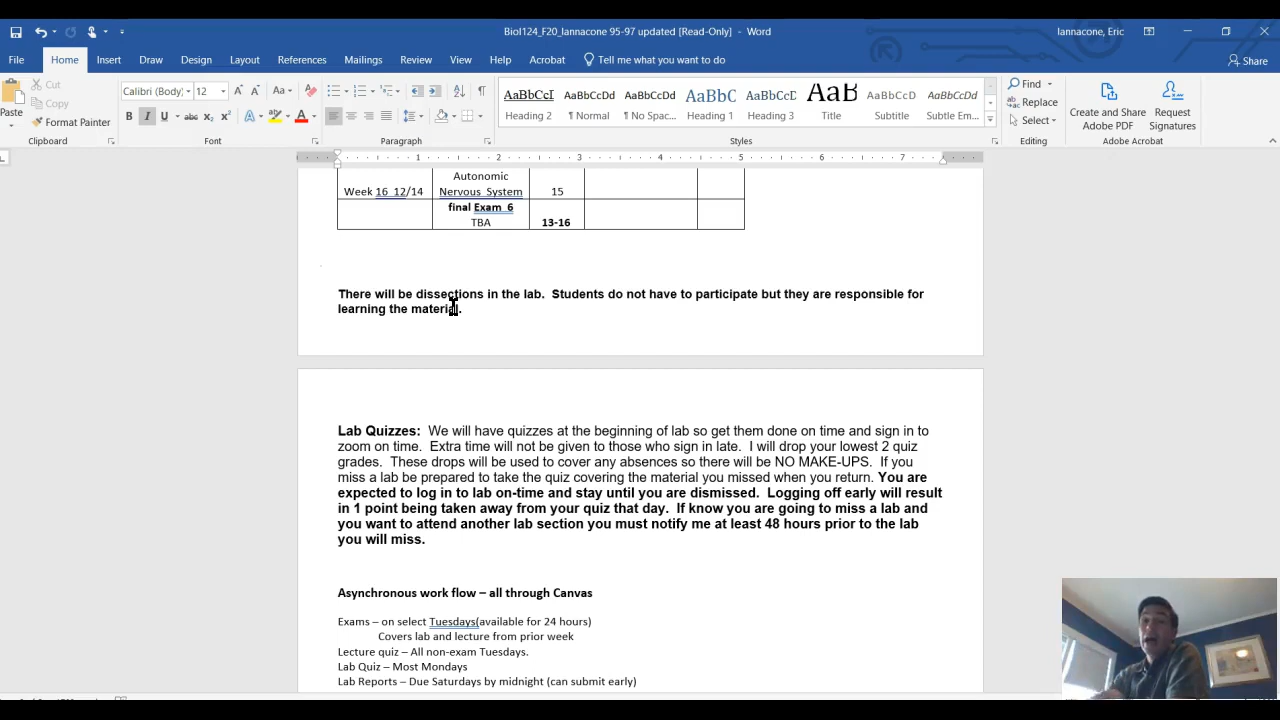 Biol124_F20_Iannacone 95-97 updated [Read-Only] - Word
Iannacone, Eric
File Home Insert Draw Design Layout References Mailings Review View Help Acrobat Tell me what you want to do Share
Paste
Cut
Copy
Format Painter
Calibri (Body) 12
AaBbCcI AaBbCcDd AaBbCcDd AaBbC AaBbCcD AaB AaBbCcD AaBbCcDd
Heading 2 ¶ Normal ¶ No Spac... Heading 1 Heading 3 Title Subtitle Subtle Em...
Find
Replace
Select
Create and Share
Adobe PDF
Request
Signatures
Clipboard Font Paragraph Styles Editing Adobe Acrobat
1 2 3 4 5 6 7
Autonomic
Week 16 12/14 Nervous System 15
final Exam 6
TBA 13-16
There will be dissections in the lab. Students do not have to participate but they are responsible for
learning the material.
Lab Quizzes: We will have quizzes at the beginning of lab so get them done on time and sign in to
zoom on time. Extra time will not be given to those who sign in late. I will drop your lowest 2 quiz
grades. These drops will be used to cover any absences so there will be NO MAKE-UPS. If you
miss a lab be prepared to take the quiz covering the material you missed when you return. You are
expected to log in to lab on-time and stay until you are dismissed. Logging off early will result
in 1 point being taken away from your quiz that day. If know you are going to miss a lab and
you want to attend another lab section you must notify me at least 48 hours prior to the lab
you will miss.
Asynchronous work flow – all through Canvas
Exams – on select Tuesdays(available for 24 hours)
Covers lab and lecture from prior week
Lecture quiz – All non-exam Tuesdays.
Lab Quiz – Most Mondays
Lab Reports – Due Saturdays by midnight (can submit early)